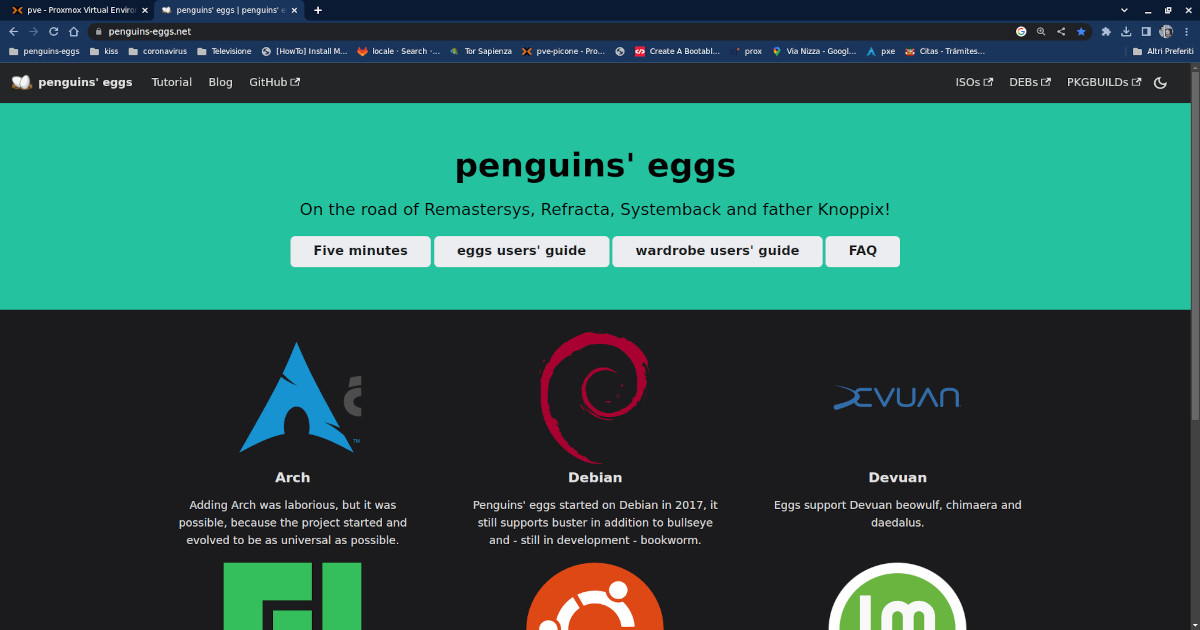 pve - Proxmox Virtual Enviro
penguins' eggs | penguins' e
penguins-eggs.net
penguins-eggs
kiss
coronavirus
Televisione
[HowTo] Install M...
locale · Search ·...
Tor Sapienza
pve-picone - Pro...
Create A Bootabl...
prox
Via Nizza - Googl...
pxe
Citas - Trámites...
Altri Preferiti
penguins' eggs
Tutorial
Blog
GitHub
ISOs
DEBs
PKGBUILDs
penguins' eggs
On the road of Remastersys, Refracta, Systemback and father Knoppix!
Five minutes
eggs users' guide
wardrobe users' guide
FAQ
TM
DEVUAN
Arch
Debian
Devuan
Adding Arch was laborious, but it was
possible, because the project started and
evolved to be as universal as possible.
Penguins' eggs started on Debian in 2017, it
still supports buster in addition to bullseye
and - still in development - bookworm.
Eggs support Devuan beowulf, chimaera and
daedalus.
lm